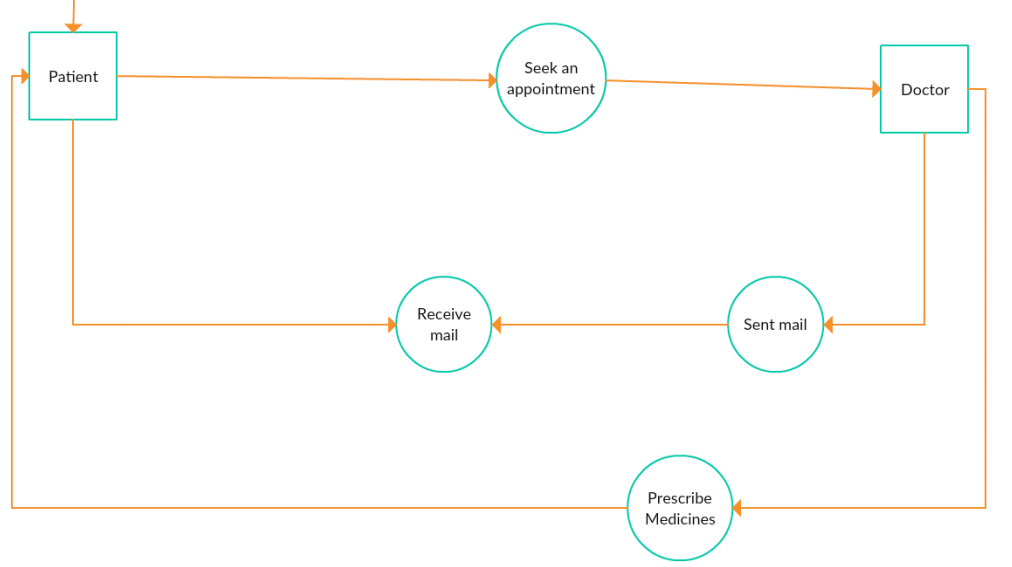 Patient
Seek an
appointment
Doctor
Receive
mail
Sent mail
Prescribe
Medicines